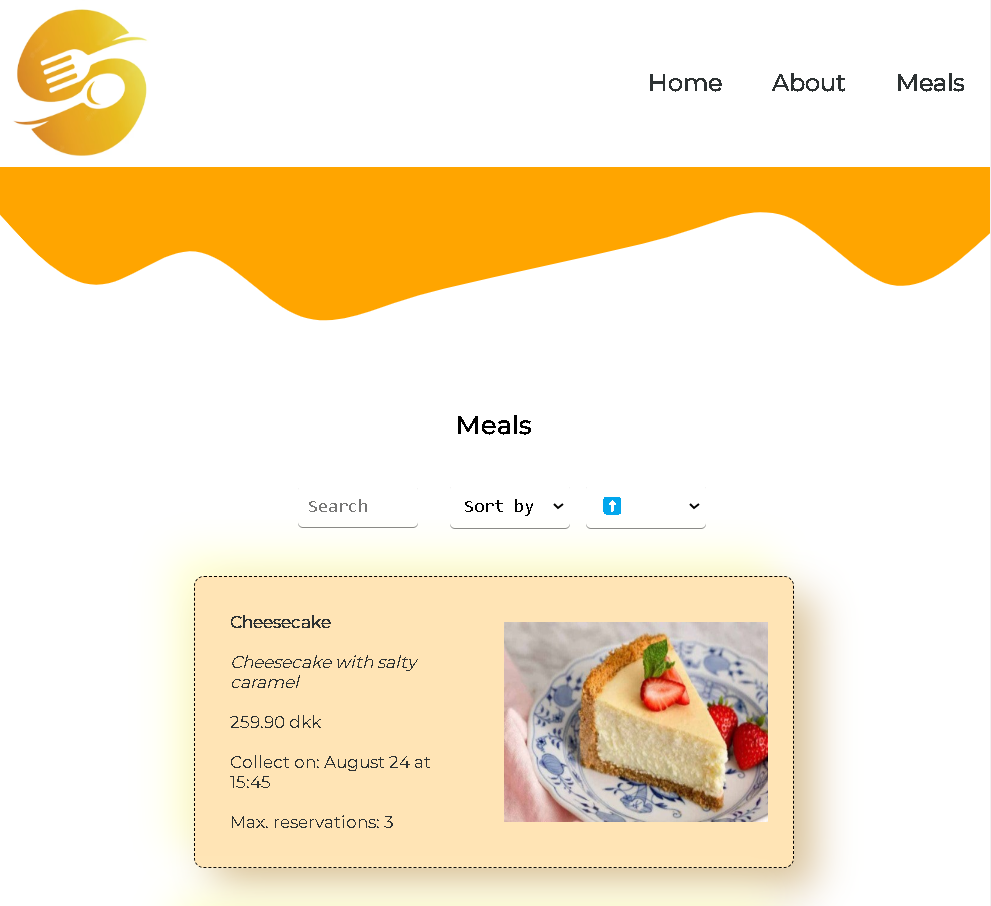 Home About Meals
Meals
Search Sort by ⬆️
Cheesecake
Cheesecake with salty
caramel
259.90 dkk
Collect on: August 24 at
15:45
Max. reservations: 3